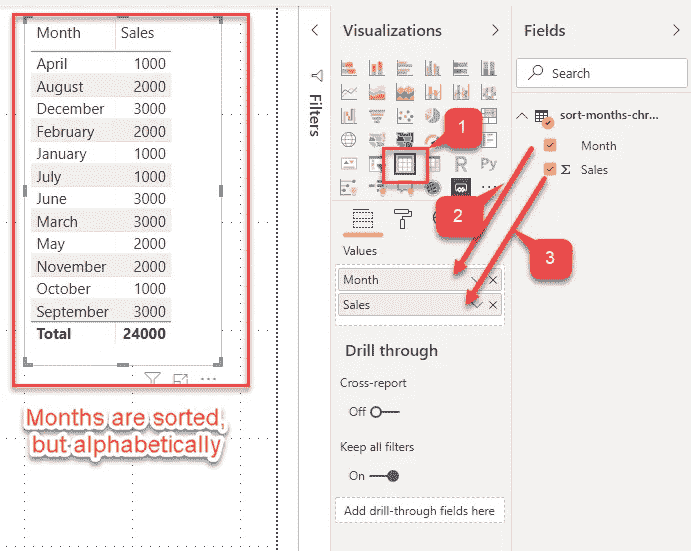 Month Sales
April 1000
August 2000
December 3000
February 2000
January 1000
July 1000
June 3000
March 3000
May 2000
November 2000
October 1000
September 3000
Total 24000
Months are sorted,
but alphabetically
Filters
Visualizations
1
R Py
2
Values
Month
Sales
Drill through
Cross-report
Off
Keep all filters
On
Add drill-through fields here
Fields
Search
sort-months-chr...
Month
Σ Sales
3